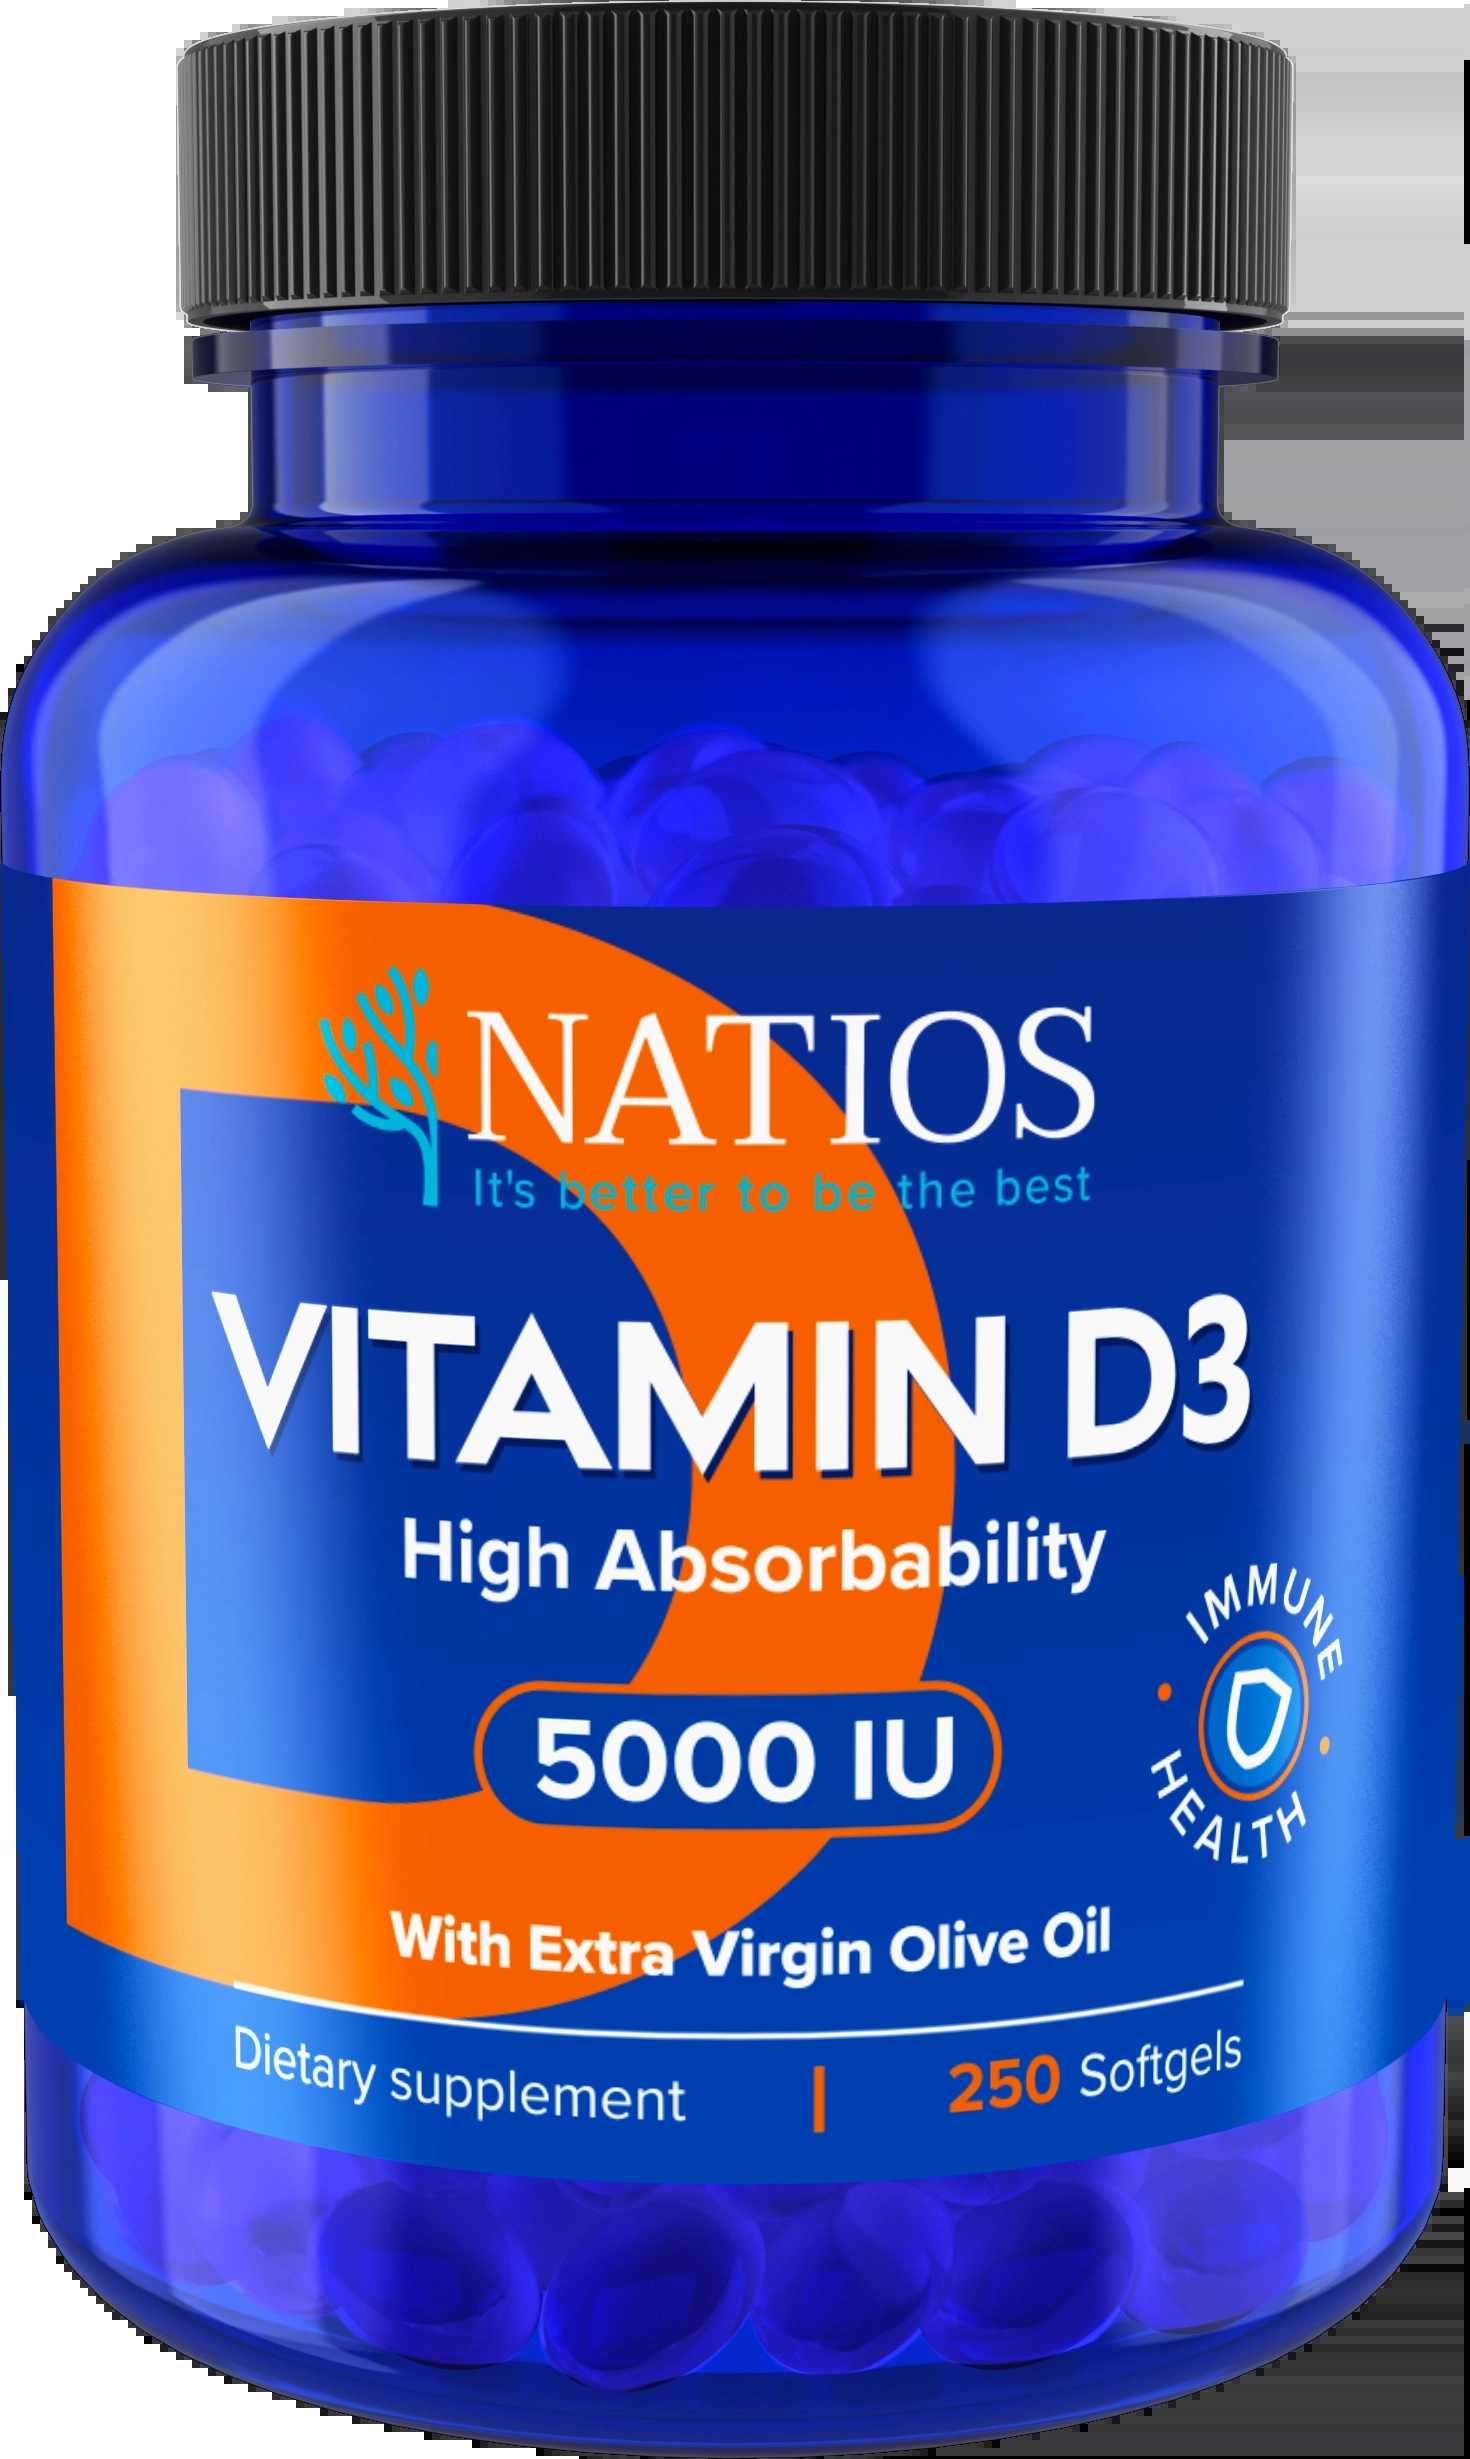 NATIOS
It's better to be the best
VITAMIN D3
High Absorbability
5000 IU
IMMUNE
HEALTH
With Extra Virgin Olive Oil
Dietary supplement | 250 Softgels